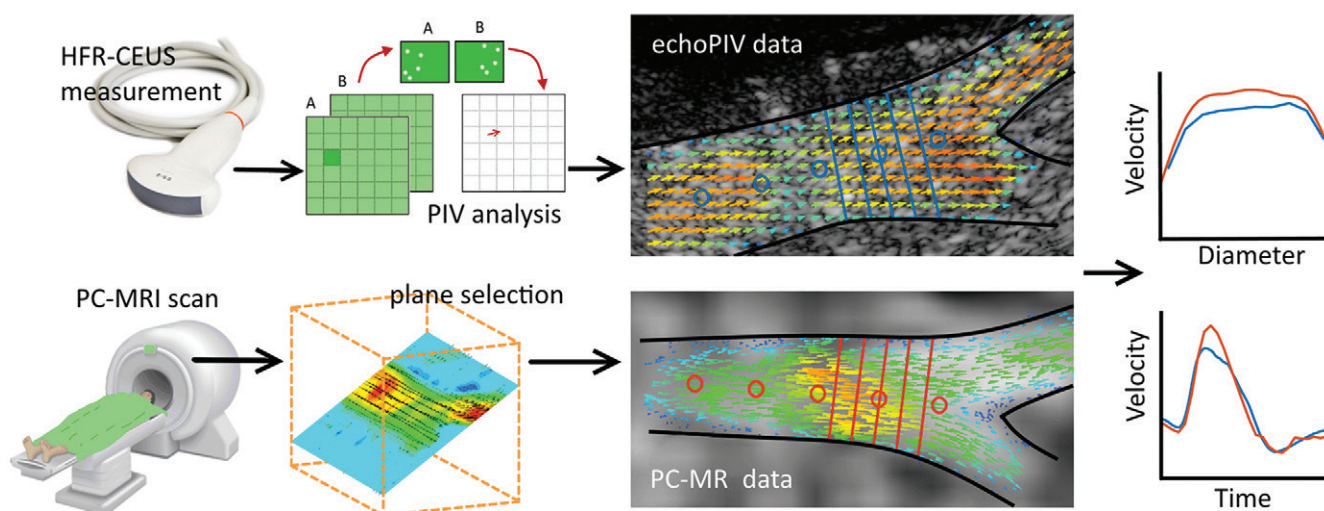 HFR-CEUS
measurement
A
B
B
A
PIV analysis
echoPIV data
Velocity
Diameter
PC-MRI scan
plane selection
PC-MR data
Velocity
Time